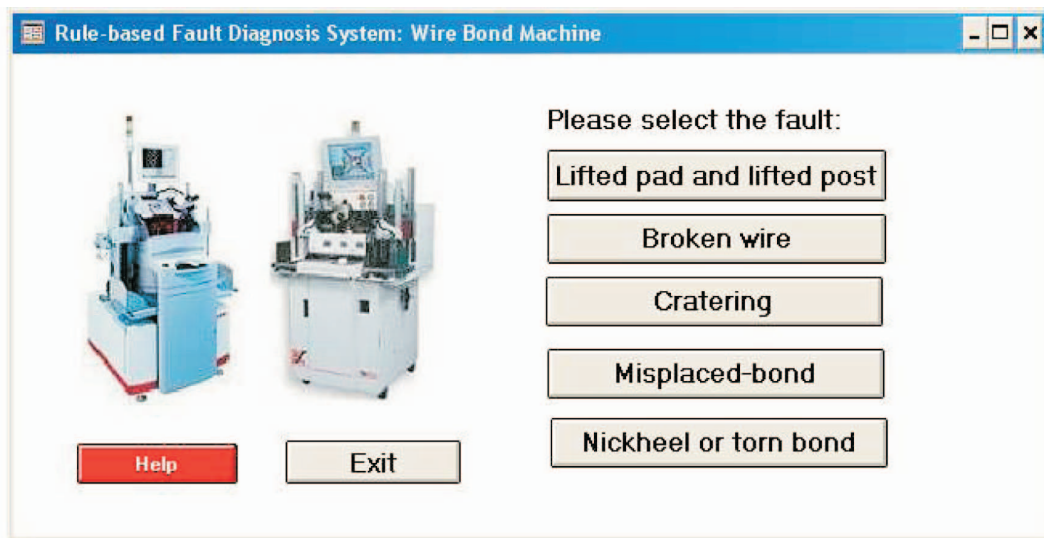 Rule-based Fault Diagnosis System: Wire Bond Machine
Please select the fault:
Lifted pad and lifted post
Broken wire
Cratering
Misplaced-bond
Nickheel or torn bond
Help
Exit